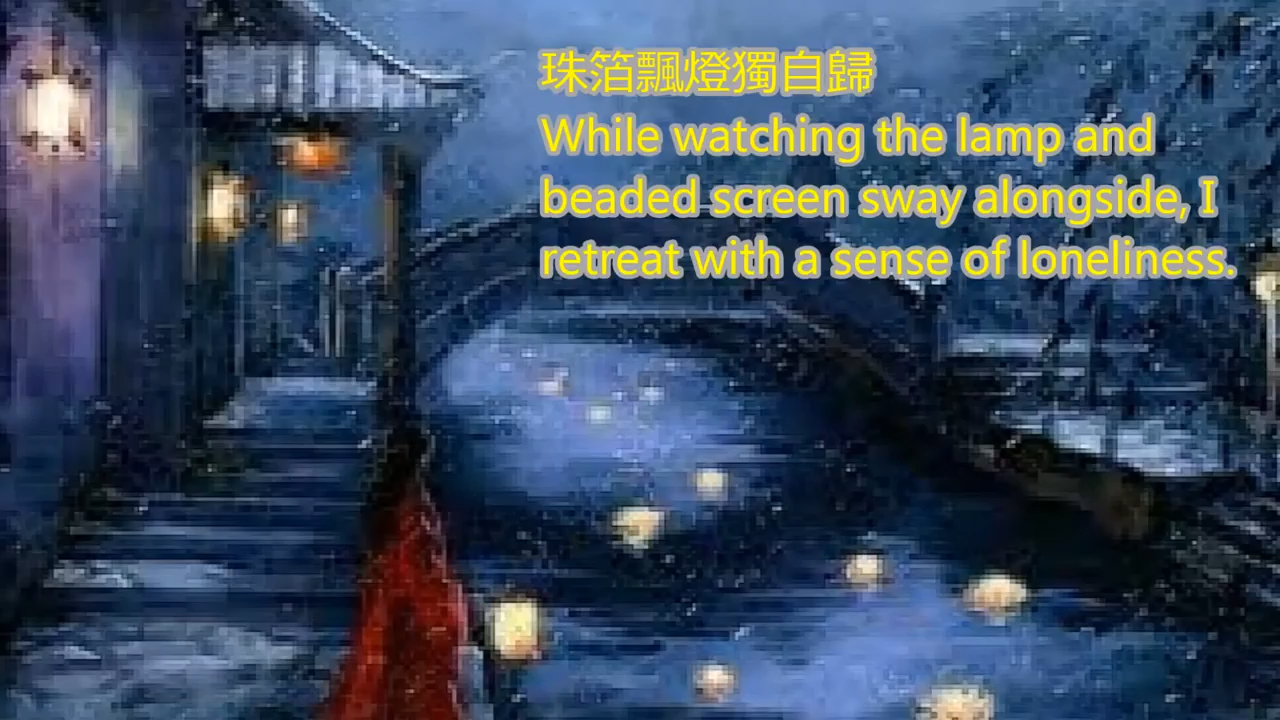 珠箔飄燈獨自歸
While watching the lamp and
beaded screen sway alongside, I
retreat with a sense of loneliness.